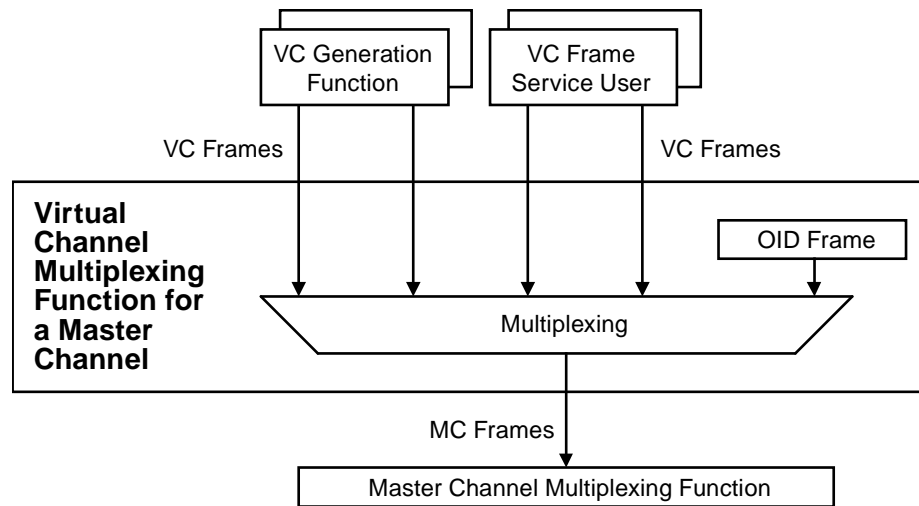 VC Generation
Function
VC Frame
Service User
VC Frames
VC Frames
Virtual
Channel
Multiplexing
Function for
a Master
Channel
OID Frame
Multiplexing
MC Frames
Master Channel Multiplexing Function